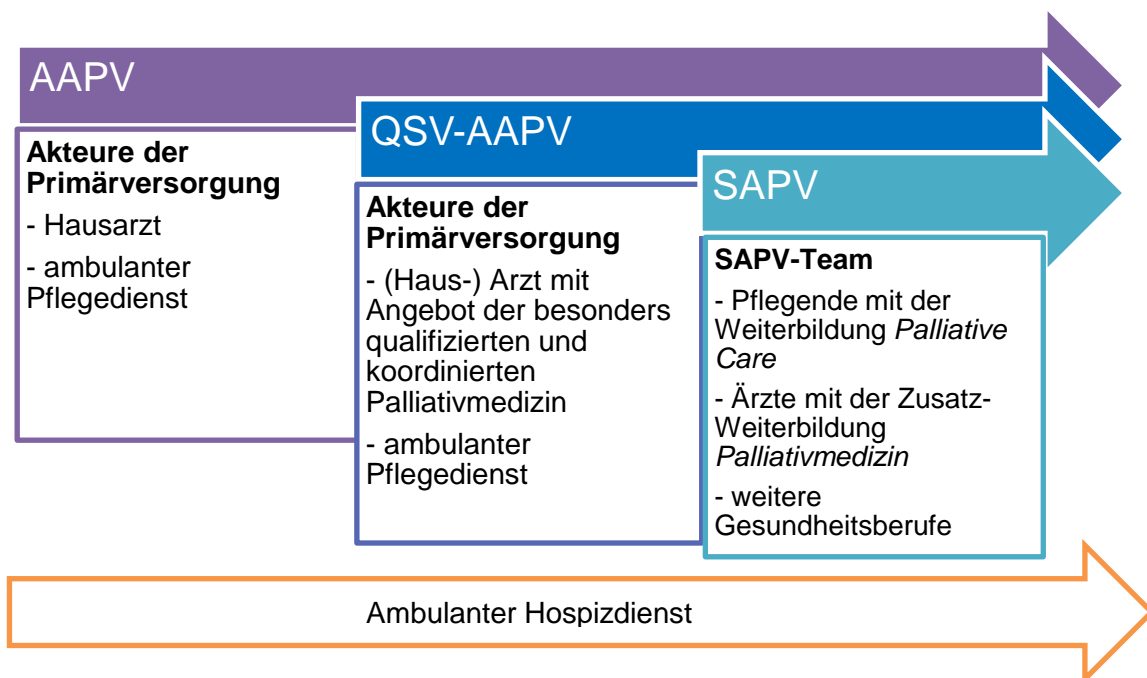 AAPV
Akteure der
Primärversorgung
- Hausarzt
- ambulanter
Pflegedienst
QSV-AAPV
Akteure der
Primärversorgung
- (Haus-) Arzt mit
Angebot der besonders
qualifizierten und
koordinierten
Palliativmedizin
- ambulanter
Pflegedienst
SAPV
SAPV-Team
- Pflegende mit der
Weiterbildung Palliative
Care
- Ärzte mit der Zusatz-
Weiterbildung
Palliativmedizin
- weitere
Gesundheitsberufe
Ambulanter Hospizdienst